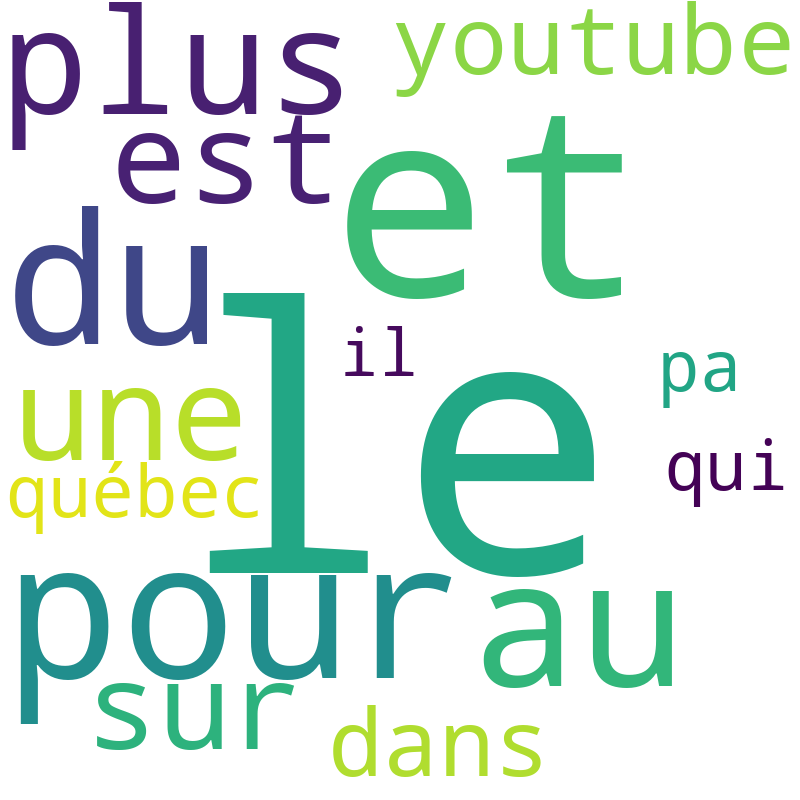 plus
youtube
est
et
du
le
il
pa
une
qui
québec
pour
au
sur
dans